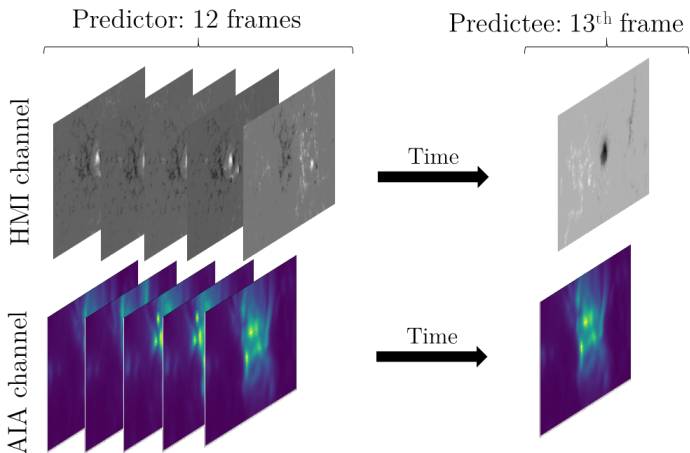 Predictor: 12 frames
Predictee: 13th frame
HMI channel
Time
AIA channel
Time